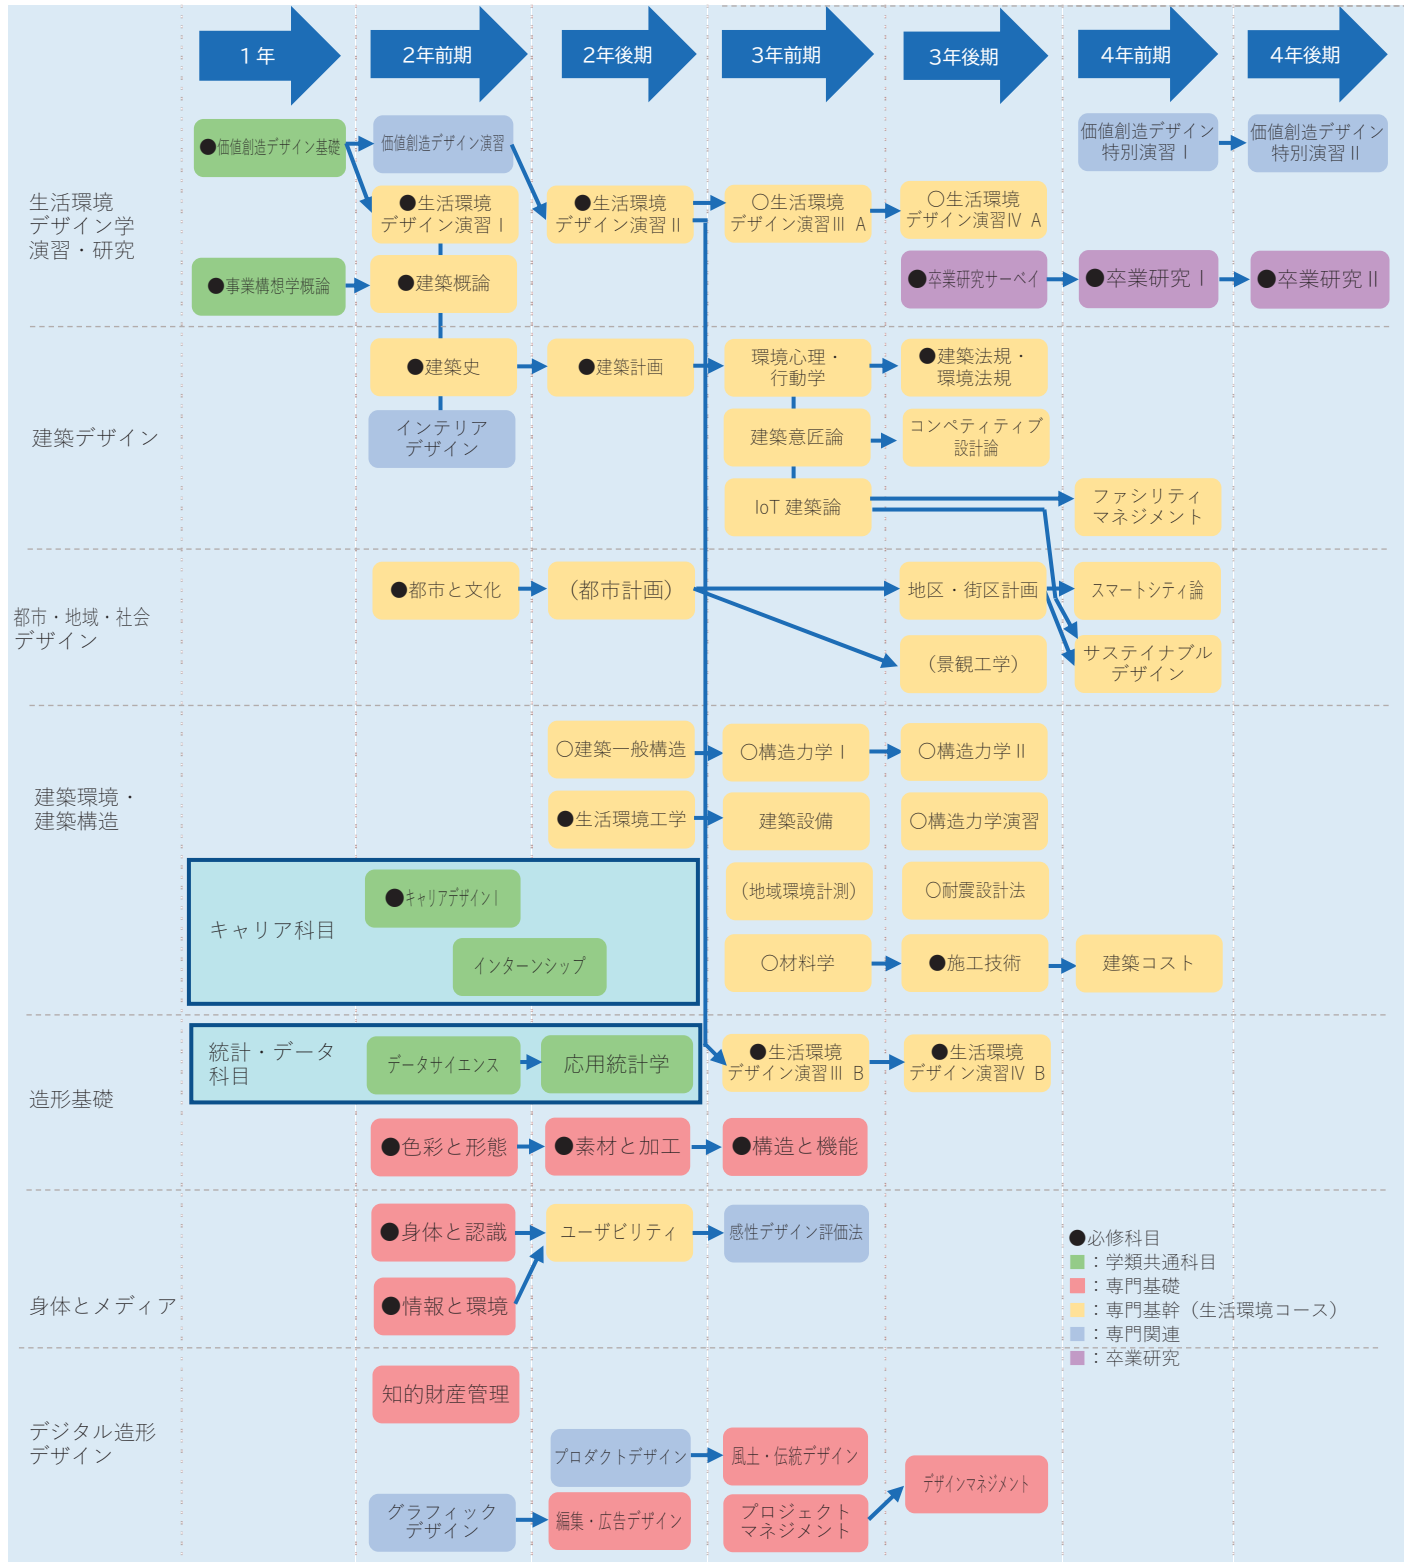 1年
2年前期
2年後期
3年前期
3年後期
4年前期
4年後期
生活環境
デザイン学
演習・研究
●価値創造デザイン基礎
価値創造デザイン演習
価値創造デザイン
特別演習Ⅰ
価値創造デザイン
特別演習Ⅱ
●生活環境
デザイン演習Ⅰ
●生活環境
デザイン演習Ⅱ
○生活環境
デザイン演習Ⅲ A
○生活環境
デザイン演習Ⅳ A
●事業構想学概論
●建築概論
●卒業研究サーベイ
●卒業研究Ⅰ
●卒業研究Ⅱ
建築デザイン
●建築史
●建築計画
環境心理・
行動学
●建築法規・
環境法規
インテリア
デザイン
建築意匠論
コンペティティブ
設計論
IoT 建築論
ファシリティ
マネジメント
都市・地域・社会
デザイン
●都市と文化
（都市計画）
地区・街区計画
スマートシティ論
（景観工学）
サステイナブル
デザイン
建築環境・
建築構造
○建築一般構造
○構造力学Ⅰ
○構造力学Ⅱ
●生活環境工学
建築設備
○構造力学演習
キャリア科目
●キャリアデザインⅠ
インターンシップ
（地域環境計測）
○耐震設計法
○材料学
●施工技術
建築コスト
造形基礎
統計・データ
科目
データサイエンス
応用統計学
●生活環境
デザイン演習Ⅲ B
●生活環境
デザイン演習Ⅳ B
●色彩と形態
●素材と加工
●構造と機能
身体とメディア
●身体と認識
ユーザビリティ
感性デザイン評価法
●情報と環境
●必修科目
：学類共通科目
：専門基礎
：専門基幹（生活環境コース）
：専門関連
：卒業研究
デジタル造形
デザイン
知的財産管理
プロダクトデザイン
風土・伝統デザイン
デザインマネジメント
グラフィック
デザイン
編集・広告デザイン
プロジェクト
マネジメント